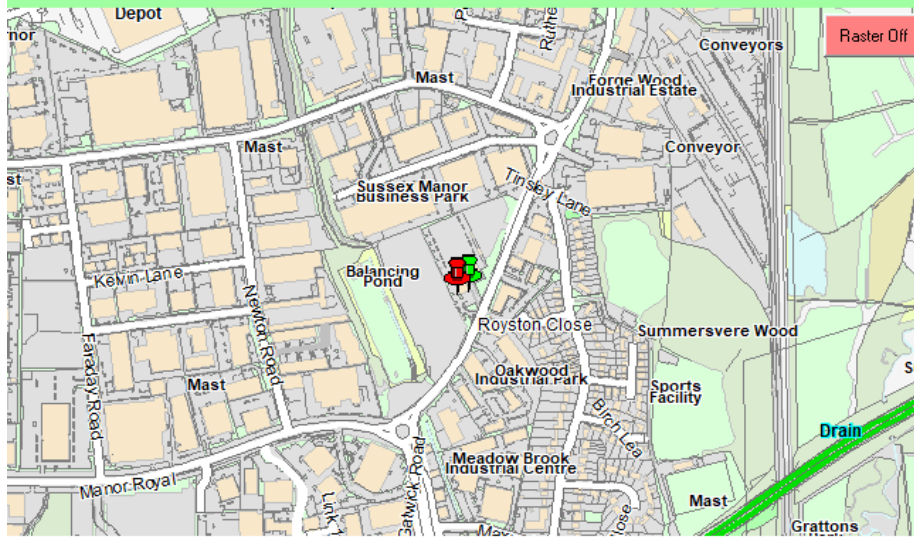 Depot
Raster Off
Conveyors
Mast
Forge Wood
Industrial Estate
Mast
Conveyor
Tinsley Lane
Sussex Manor
Business Park
Kelvin Lane
Balancing
Pond
Newton Road
Royston Close
Summersvere Wood
Faraday Road
Oakwood
Industrial Park
Mast
Sports
Facility
Birch Lea
Drain
Meadow Brook
Industrial Centre
Manor Royal
Gatwick Road
Mast
Link
Close
Grattons